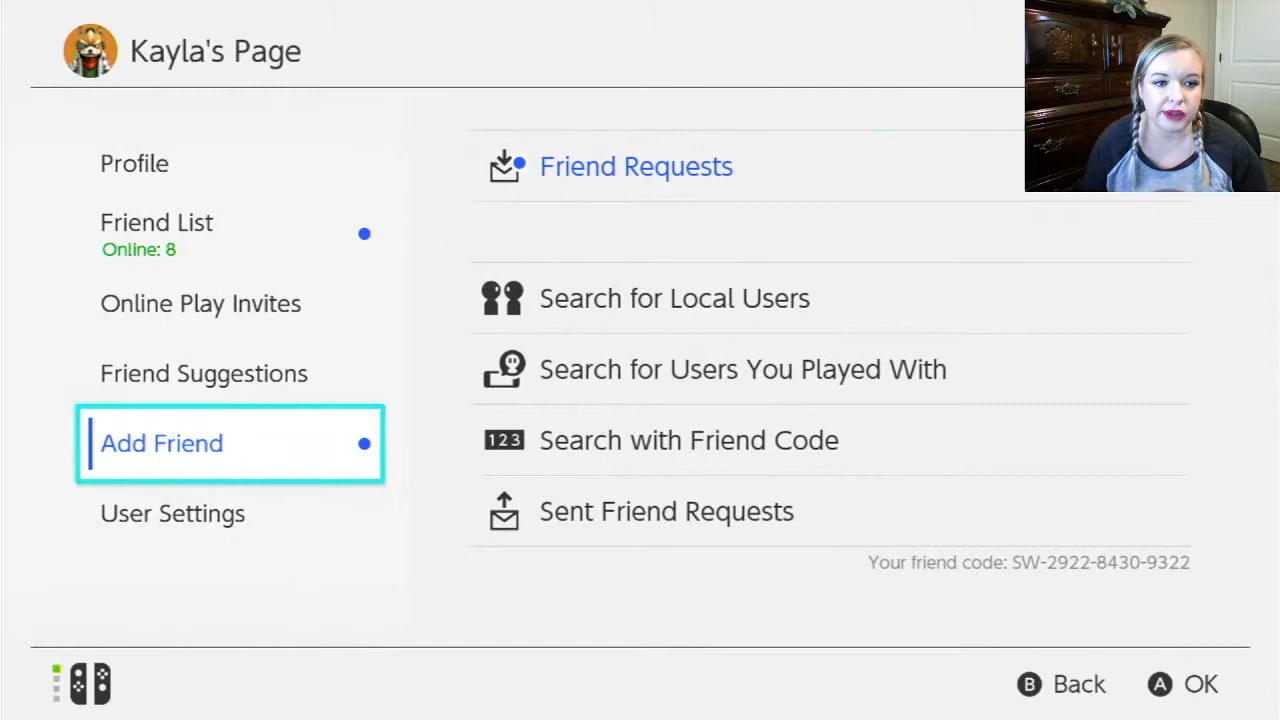 Kayla's Page
Profile
Friend List
Online: 8
Online Play Invites
Friend Suggestions
Add Friend
User Settings
Friend Requests
Search for Local Users
Search for Users You Played With
123 Search with Friend Code
Sent Friend Requests
Your friend code: SW-2922-8430-9322
B Back
A OK